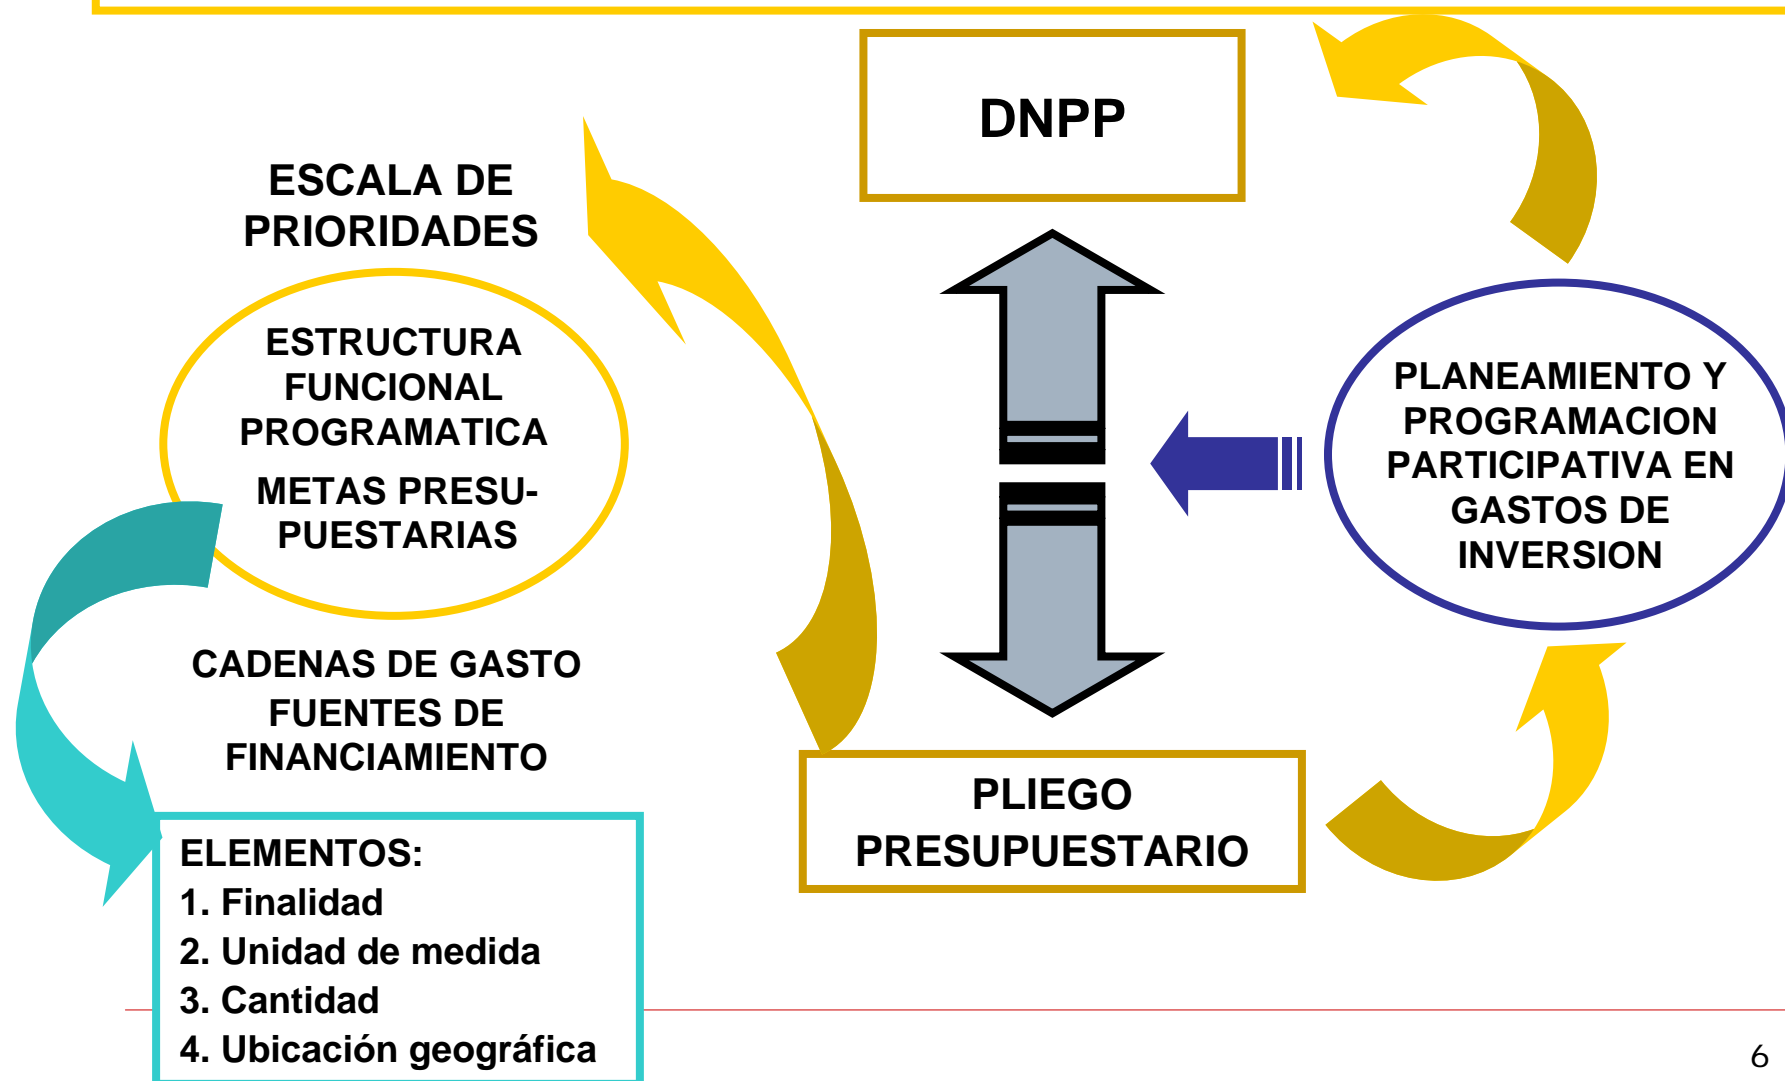 DNPP
ESCALA DE
PRIORIDADES
ESTRUCTURA
FUNCIONAL
PROGRAMATICA
METAS PRESU-
PUESTARIAS
PLANEAMIENTO Y
PROGRAMACION
PARTICIPATIVA EN
GASTOS DE
INVERSION
CADENAS DE GASTO
FUENTES DE
FINANCIAMIENTO
PLIEGO
PRESUPUESTARIO
ELEMENTOS:
1. Finalidad
2. Unidad de medida
3. Cantidad
4. Ubicación geográfica
6